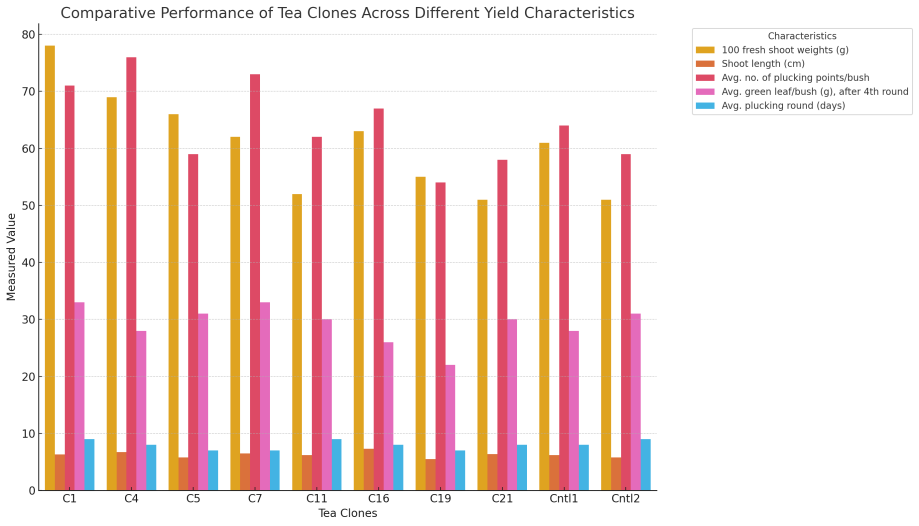 Comparative Performance of Tea Clones Across Different Yield Characteristics
Characteristics
100 fresh shoot weights (g)
Shoot length (cm)
Avg. no. of plucking points/bush
Avg. green leaf/bush (g), after 4th round
Avg. plucking round (days)
Measured Value
80
70
60
50
40
30
20
10
0
C1 C4 C5 C7 C11 C16 C19 C21 Cntl1 Cntl2
Tea Clones